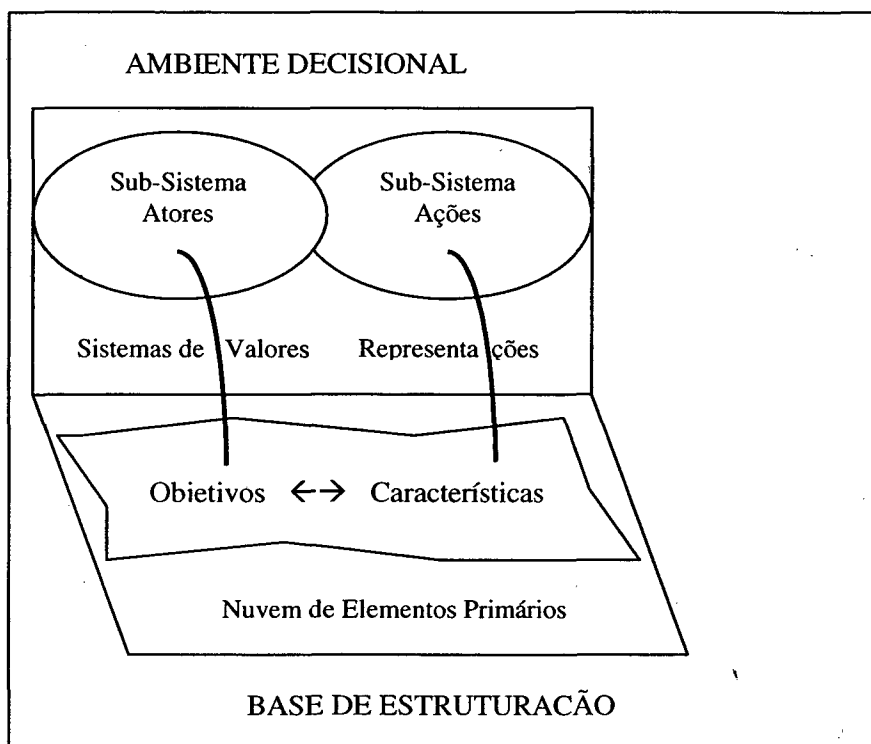 AMBIENTE DECISIONAL
Sub-Sistema
Atores
Sub-Sistema
Ações
Sistemas de Valores
Representações
Objetivos ↔ Características
Nuvem de Elementos Primários
BASE DE ESTRUTURACÃO